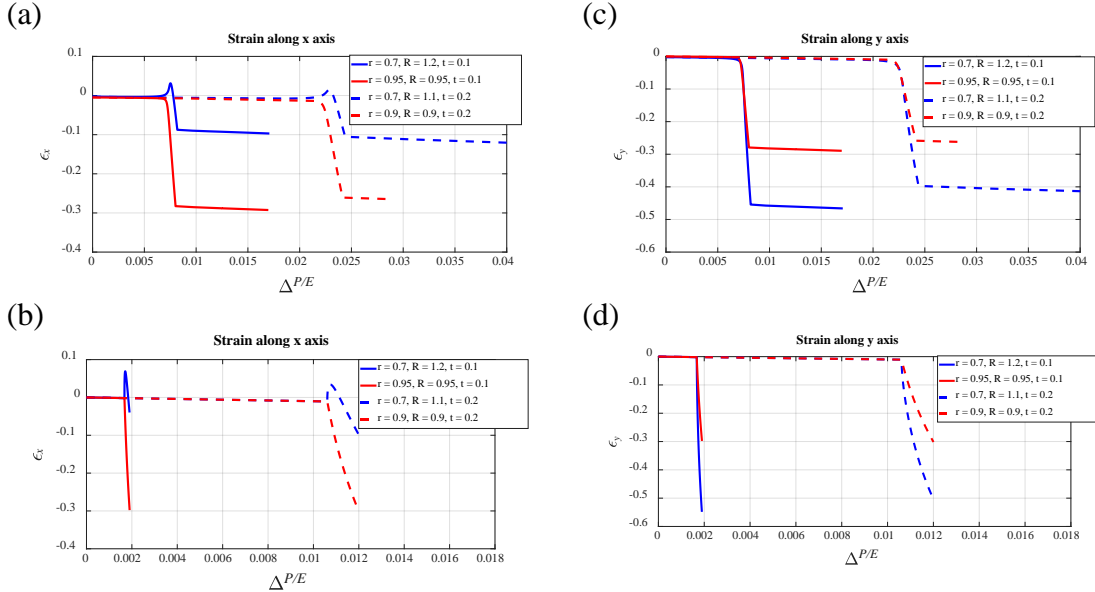 (a)
Strain along x axis
0.1
0
-0.1
-0.2
-0.3
-0.4
ϵx
0
0.005
0.01
0.015
0.02
0.025
0.03
0.035
0.04
Δ^P/E
r = 0.7, R = 1.2, t = 0.1
r = 0.95, R = 0.95, t = 0.1
r = 0.7, R = 1.1, t = 0.2
r = 0.9, R = 0.9, t = 0.2
(c)
Strain along y axis
0
-0.1
-0.2
-0.3
-0.4
-0.5
-0.6
ϵy
0
0.005
0.01
0.015
0.02
0.025
0.03
0.035
0.04
Δ^P/E
r = 0.7, R = 1.2, t = 0.1
r = 0.95, R = 0.95, t = 0.1
r = 0.7, R = 1.1, t = 0.2
r = 0.9, R = 0.9, t = 0.2
(b)
Strain along x axis
0.1
0
-0.1
-0.2
-0.3
-0.4
ϵx
0
0.002
0.004
0.006
0.008
0.01
0.012
0.014
0.016
0.018
Δ^P/E
r = 0.7, R = 1.2, t = 0.1
r = 0.95, R = 0.95, t = 0.1
r = 0.7, R = 1.1, t = 0.2
r = 0.9, R = 0.9, t = 0.2
(d)
Strain along y axis
0
-0.1
-0.2
-0.3
-0.4
-0.5
-0.6
ϵy
0
0.002
0.004
0.006
0.008
0.01
0.012
0.014
0.016
0.018
Δ^P/E
r = 0.7, R = 1.2, t = 0.1
r = 0.95, R = 0.95, t = 0.1
r = 0.7, R = 1.1, t = 0.2
r = 0.9, R = 0.9, t = 0.2